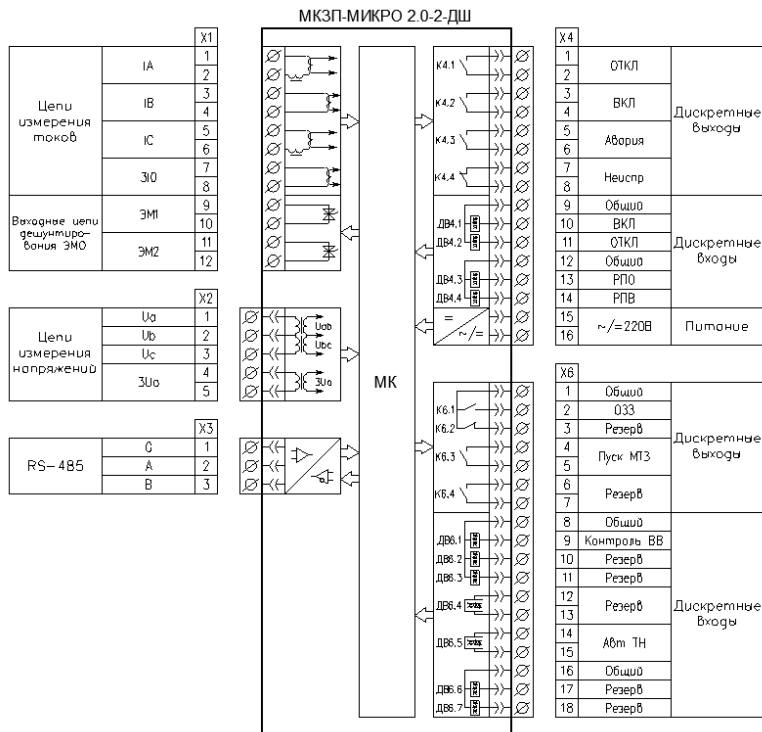 МКЗП-МИКРО 2.0-2-ДШ
X1
Цепи
измерения
токов
IA
1
2
IB
3
4
IC
5
6
3I0
7
8
Выходные цепи
дешунтиро-
вания ЭМО
ЭМ1
9
10
ЭМ2
11
12
X2
Цепи
измерения
напряжений
Ua
1
Ub
2
Uc
3
3Uo
4
5
Uab
Ubc
3Uo
X3
RS-485
G
1
A
2
B
3
МК
К4.1
К4.2
К4.3
К4.4
ДВ4.1
ДВ4.2
ДВ4.3
ДВ4.4
=
~/=
К6.1
К6.2
К6.3
К6.4
ДВ6.1
ДВ6.2
ДВ6.3
ДВ6.4
ДВ6.5
ДВ6.6
ДВ6.7
X4
1
2
ОТКЛ
3
4
ВКЛ
5
6
Авария
7
8
Неиспр
Дискретные
выходы
9
Общий
10
ВКЛ
11
ОТКЛ
12
Общий
13
РПО
14
РПВ
Дискретные
входы
15
16
~/=220В
Питание
X6
1
Общий
2
ОЗЗ
3
Резерв
4
5
Пуск МТЗ
6
7
Резерв
Дискретные
выходы
8
Общий
9
Контроль ВВ
10
Резерв
11
Резерв
12
13
Резерв
14
15
Авт ТН
16
Общий
17
Резерв
18
Резерв
Дискретные
входы